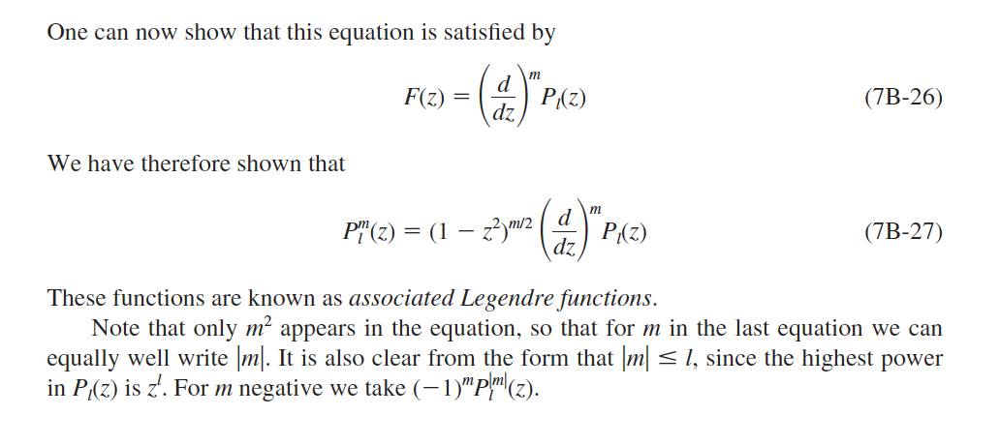 One can now show that this equation is satisfied by
F(z) = (d/dz)^m P_l(z) (7B-26)
We have therefore shown that
P_l^m(z) = (1 − z²)^{m/2} (d/dz)^m P_l(z) (7B-27)
These functions are known as associated Legendre functions.
Note that only m² appears in the equation, so that for m in the last equation we can
equally well write |m|. It is also clear from the form that |m| ≤ l, since the highest power
in P_l(z) is z^l. For m negative we take (−1)^m P_l^{|m|}(z).